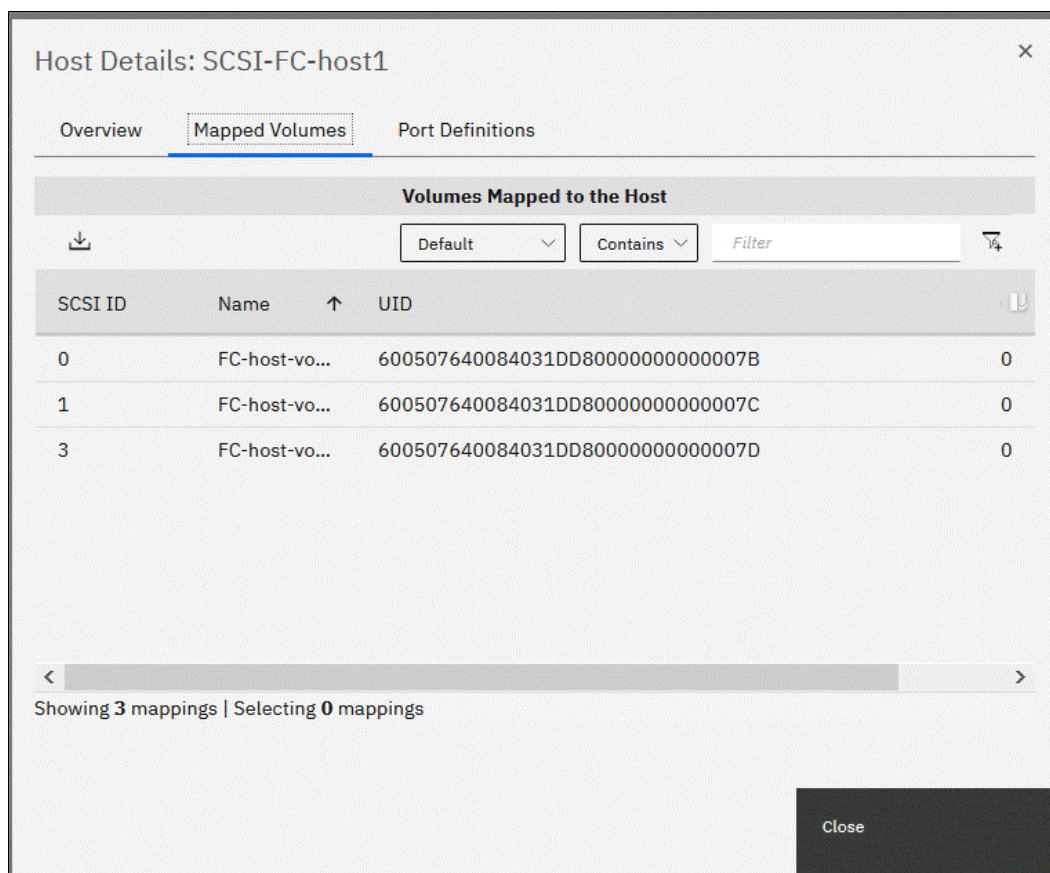 Host Details: SCSI-FC-host1
Overview Mapped Volumes Port Definitions
Volumes Mapped to the Host
Default Contains Filter
SCSI ID Name UID
0 FC-host-vo... 600507640084031DD80000000000007B 0
1 FC-host-vo... 600507640084031DD80000000000007C 0
3 FC-host-vo... 600507640084031DD80000000000007D 0
Showing 3 mappings | Selecting 0 mappings
Close